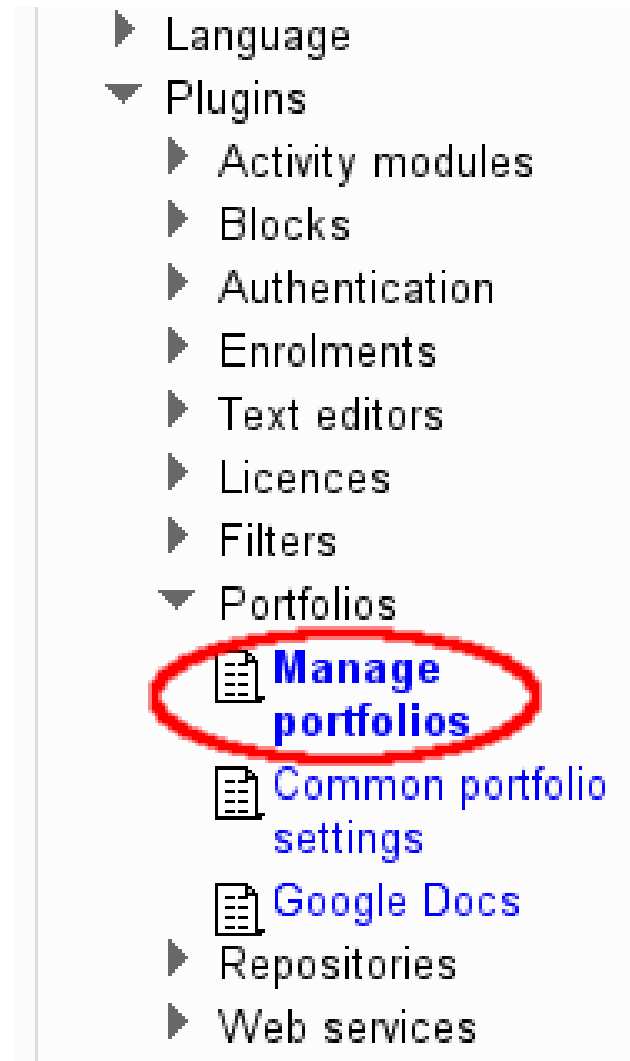 Language
Plugins
Activity modules
Blocks
Authentication
Enrolments
Text editors
Licences
Filters
Portfolios
Manage
portfolios
Common portfolio
settings
Google Docs
Repositories
Web services